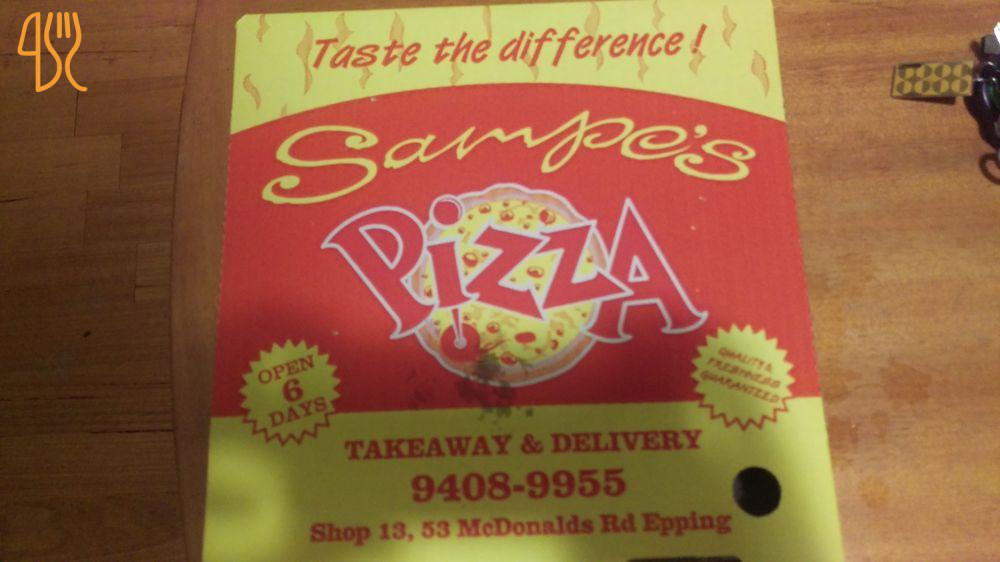 Taste the difference!
Sampe's
PizzA
OPEN
6
DAYS
QUALITY &
FRESHNESS
GUARANTEED
TAKEAWAY & DELIVERY
9408-9955
Shop 13, 53 McDonalds Rd Epping